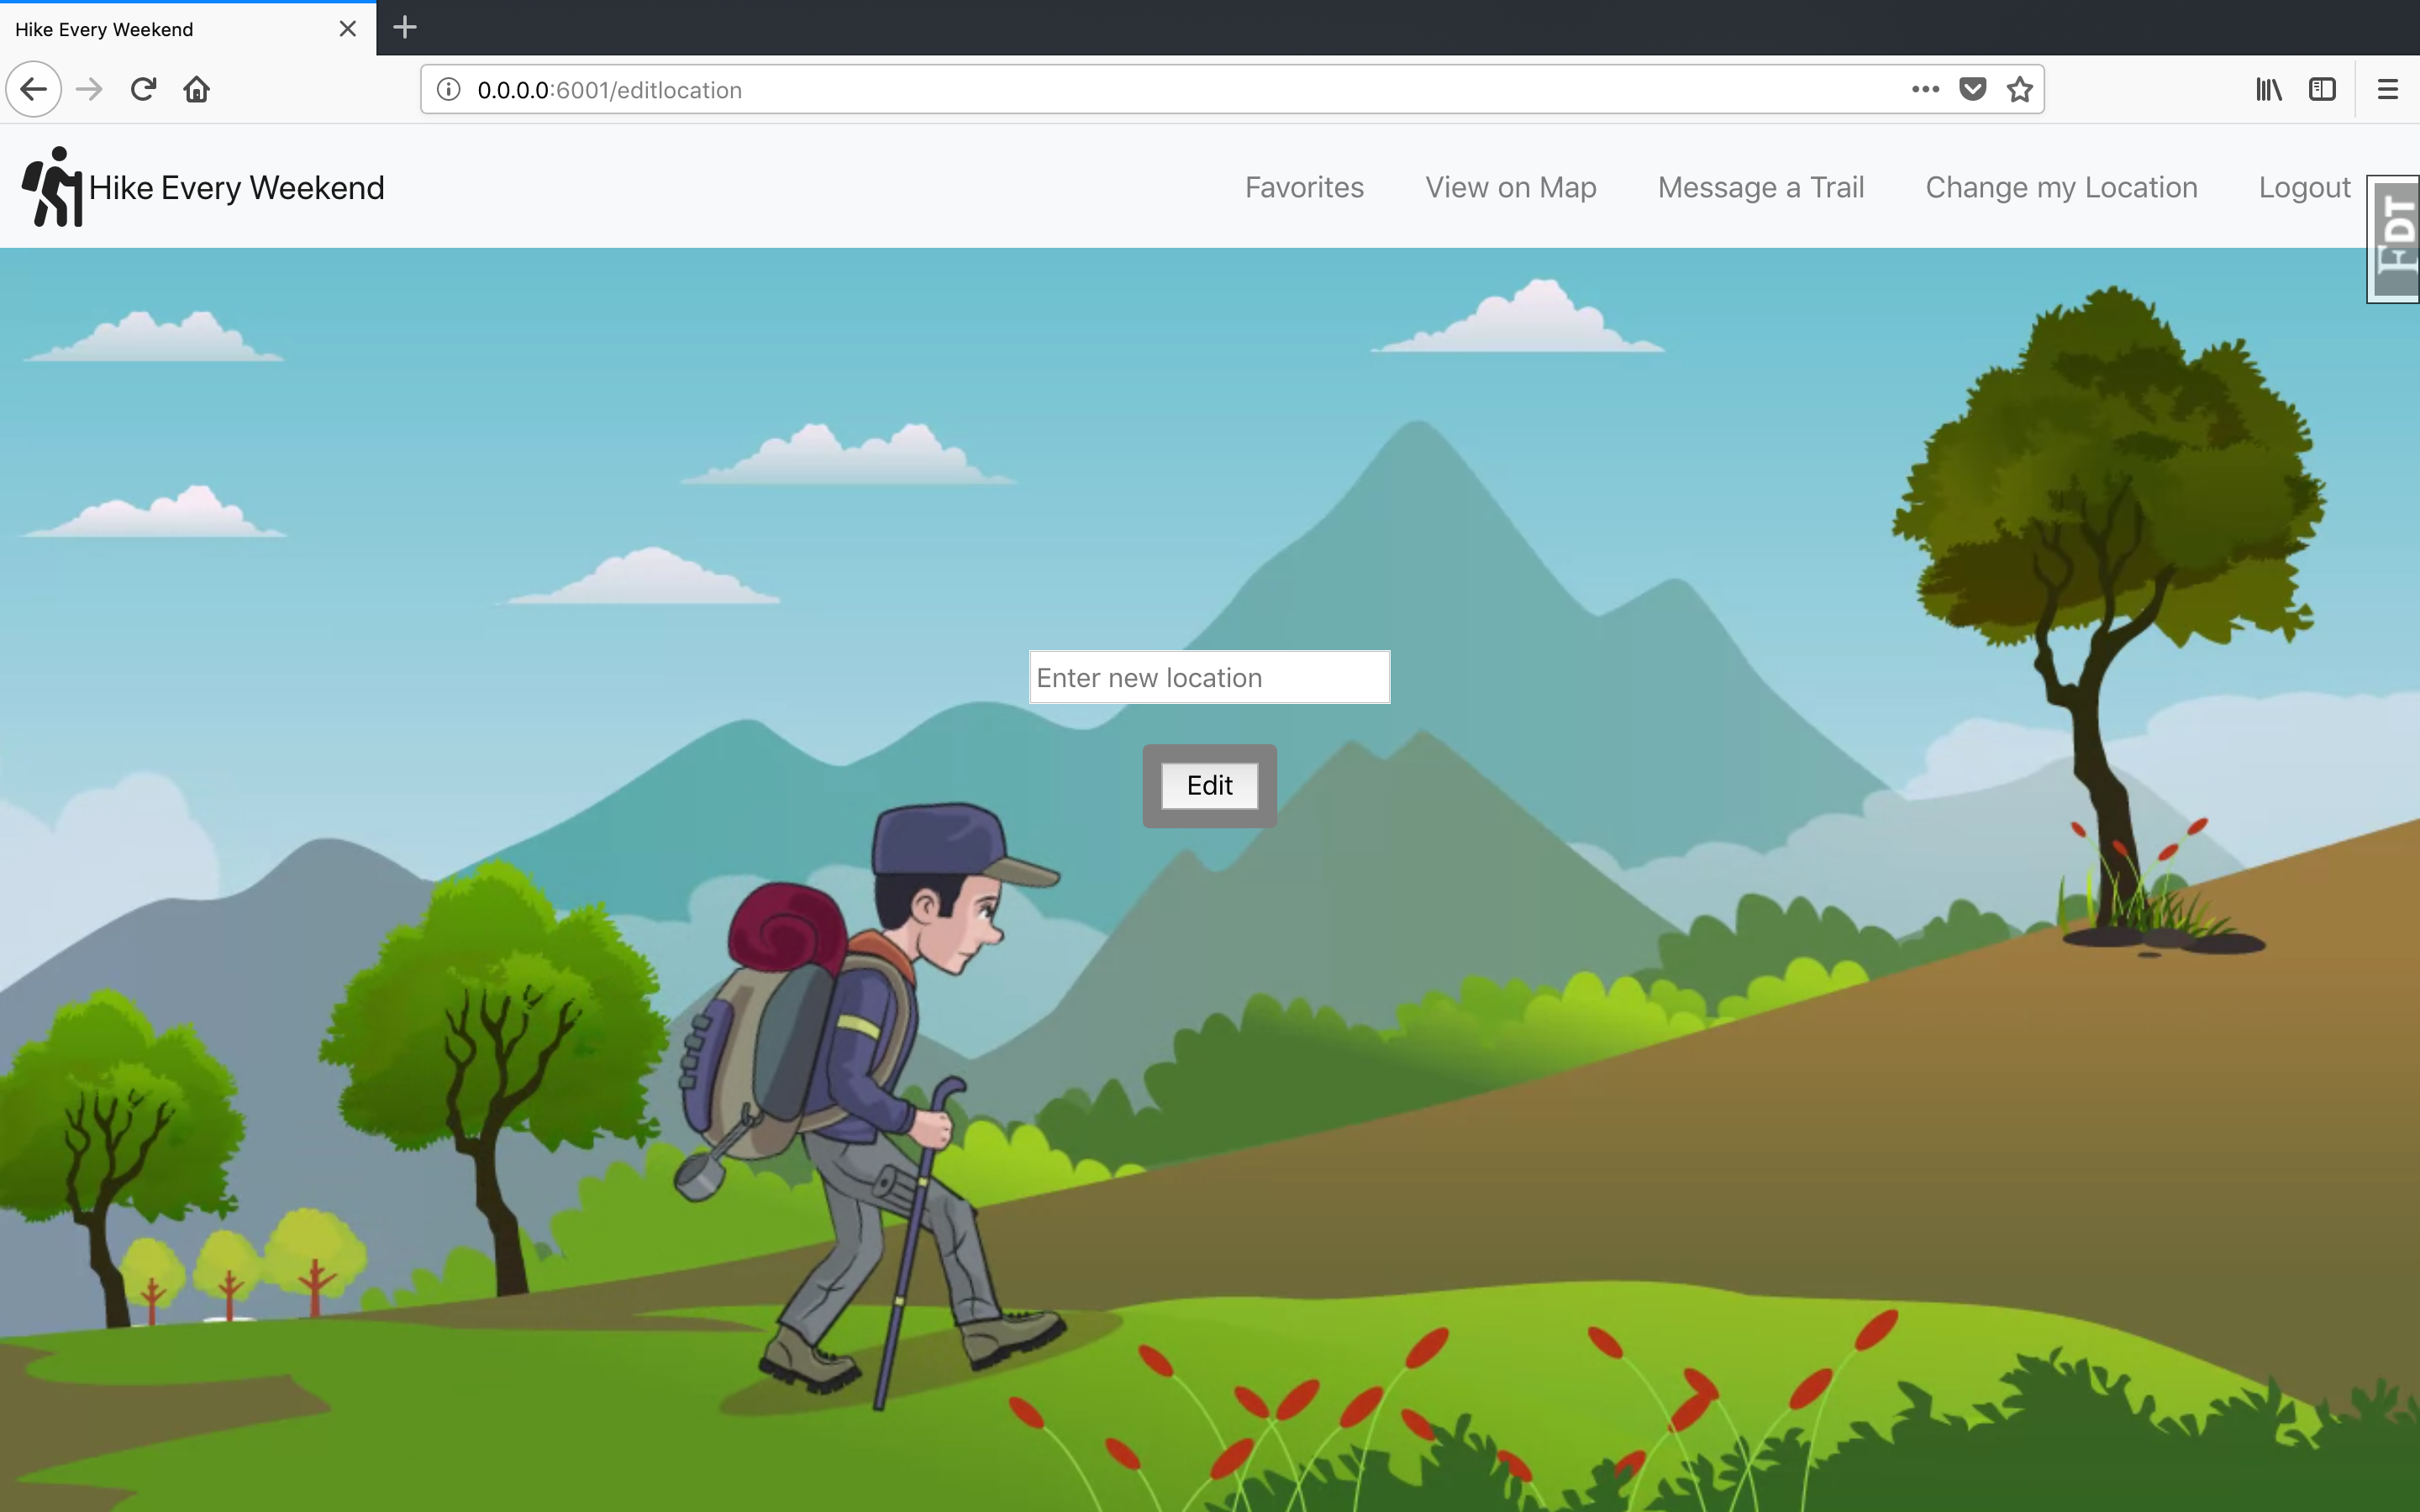 Hike Every Weekend
0.0.0.0:6001/editlocation
Hike Every Weekend
Favorites
View on Map
Message a Trail
Change my Location
Logout
FDT
Enter new location
Edit